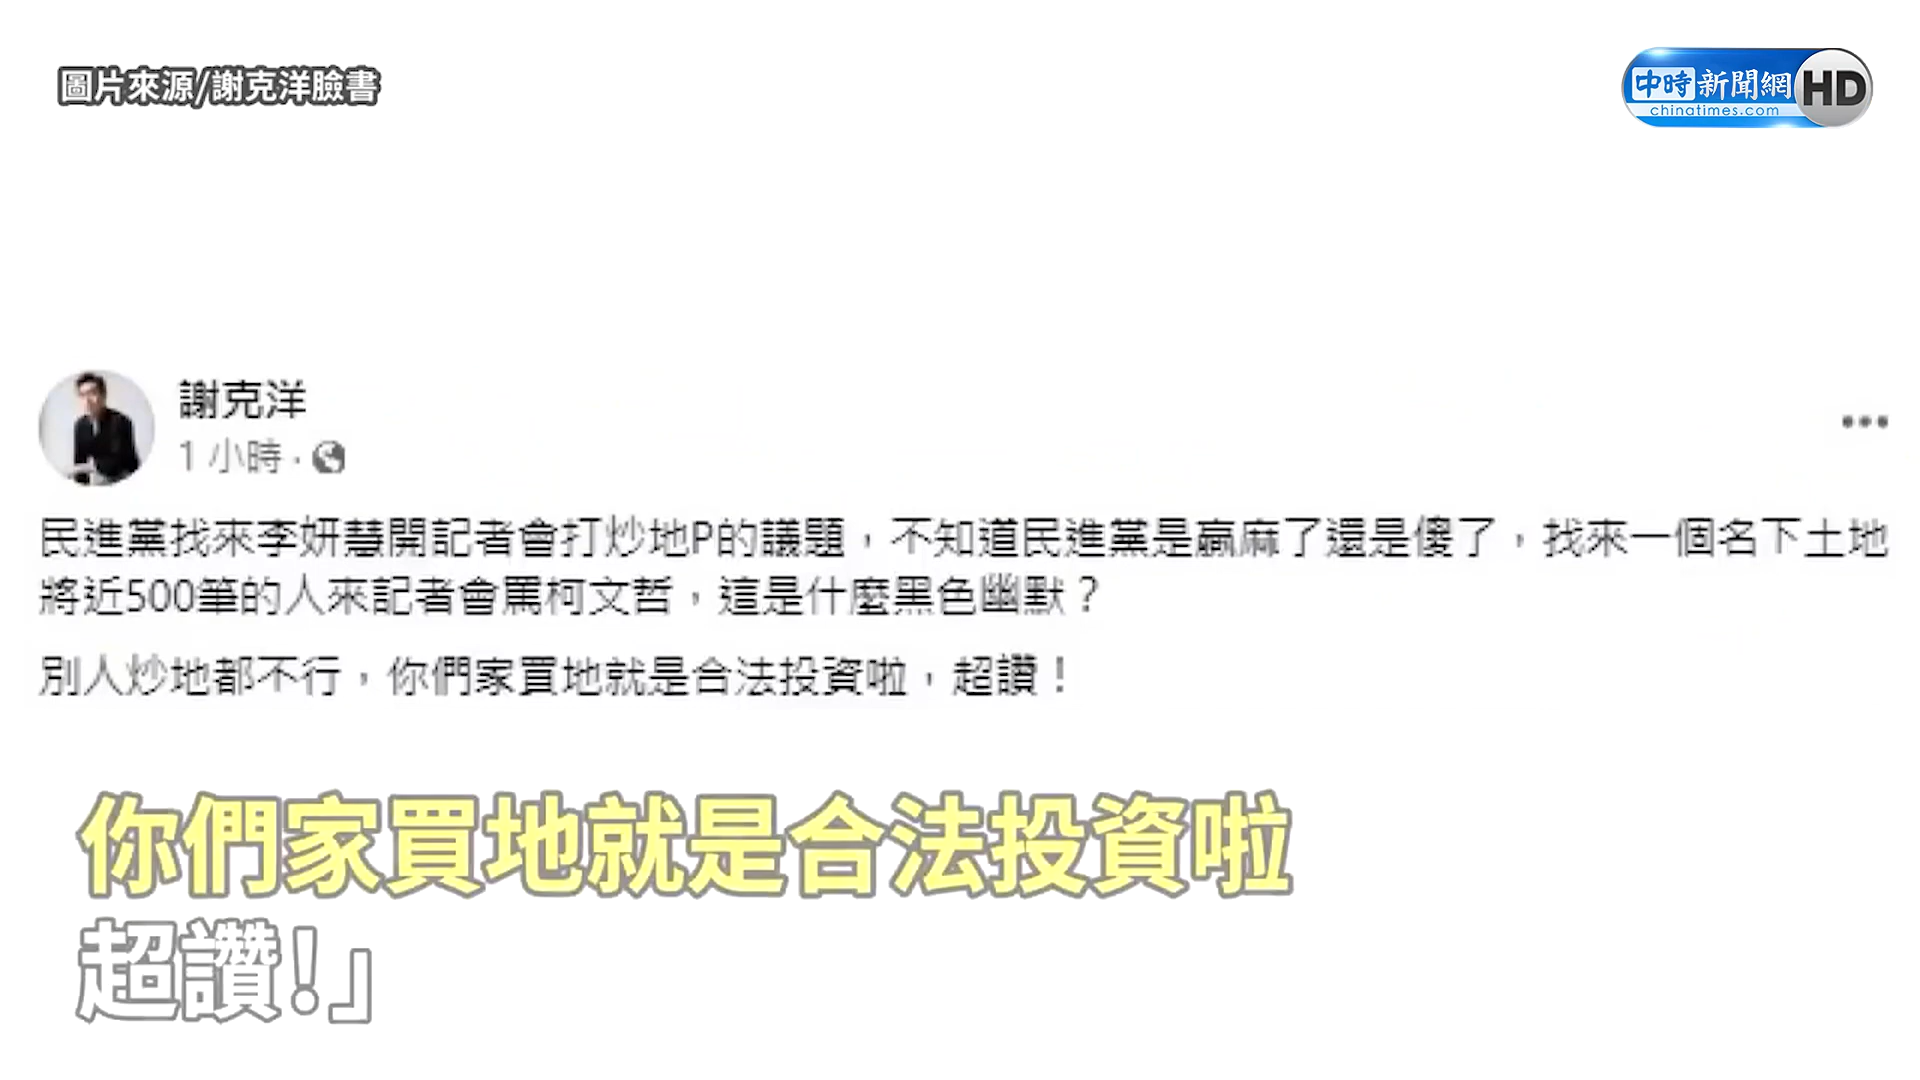 圖片來源/謝克洋臉書
中時新聞網HD
chinatimes.com
謝克洋
1 小時 ·
民進黨找來李妍慧開記者會打炒地P的議題，不知道民進黨是贏麻了還是傻了，找來一個名下土地
將近500筆的人來記者會罵柯文哲，這是什麼黑色幽默？
別人炒地都不行，你們家買地就是合法投資啦，超讚！
你們家買地就是合法投資啦
超讚!」